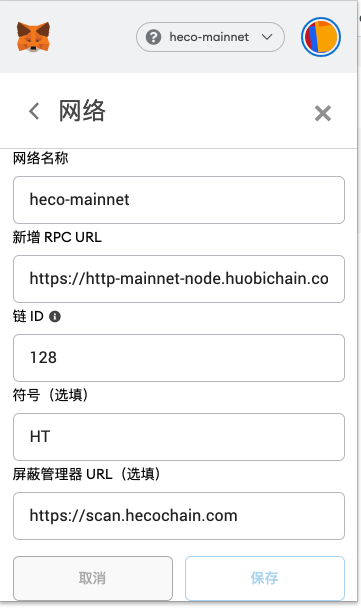 heco-mainnet
网络
网络名称
heco-mainnet
新增 RPC URL
https://http-mainnet-node.huobichain.co
链 ID
128
符号（选填）
HT
屏蔽管理器 URL（选填）
https://scan.hecochain.com
取消
保存